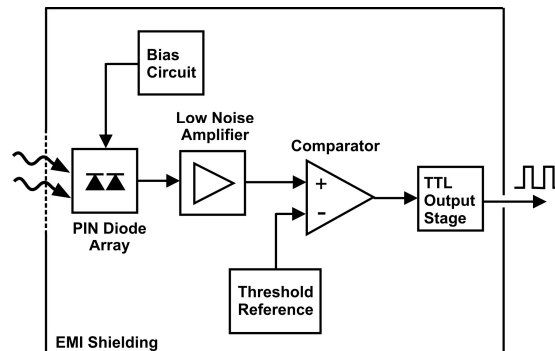 Bias
Circuit
Low Noise
Amplifier
Comparator
+
-
TTL
Output
Stage
PIN Diode
Array
Threshold
Reference
EMI Shielding